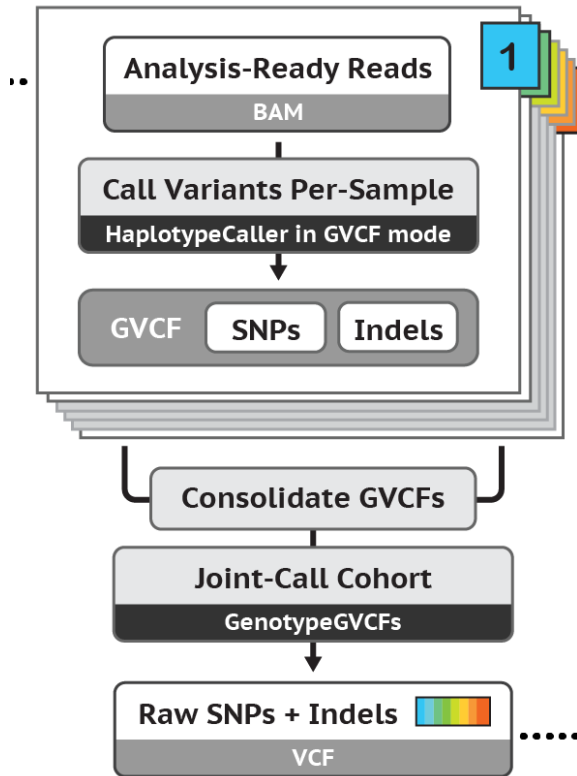 1
Analysis-Ready Reads
BAM
Call Variants Per-Sample
HaplotypeCaller in GVCF mode
GVCF SNPs Indels
Consolidate GVCFs
Joint-Call Cohort
GenotypeGVCFs
Raw SNPs + Indels
VCF